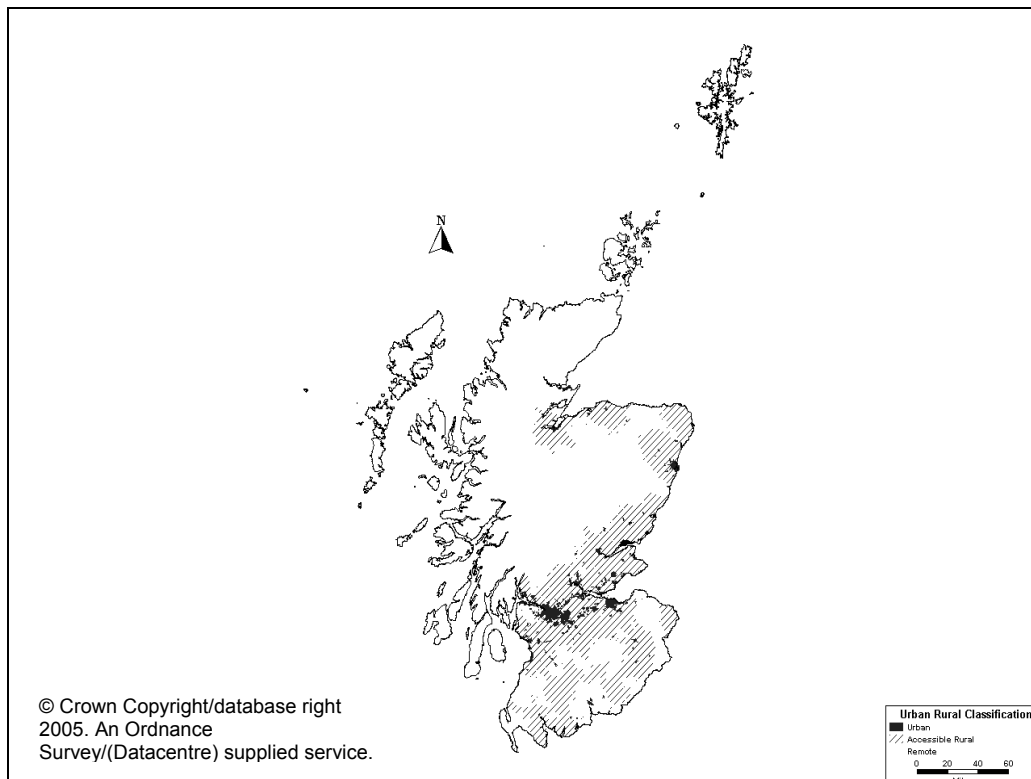 N
© Crown Copyright/database right
2005. An Ordnance
Survey/(Datacentre) supplied service.
Urban Rural Classification
Urban
Accessible Rural
Remote
0 20 40 60